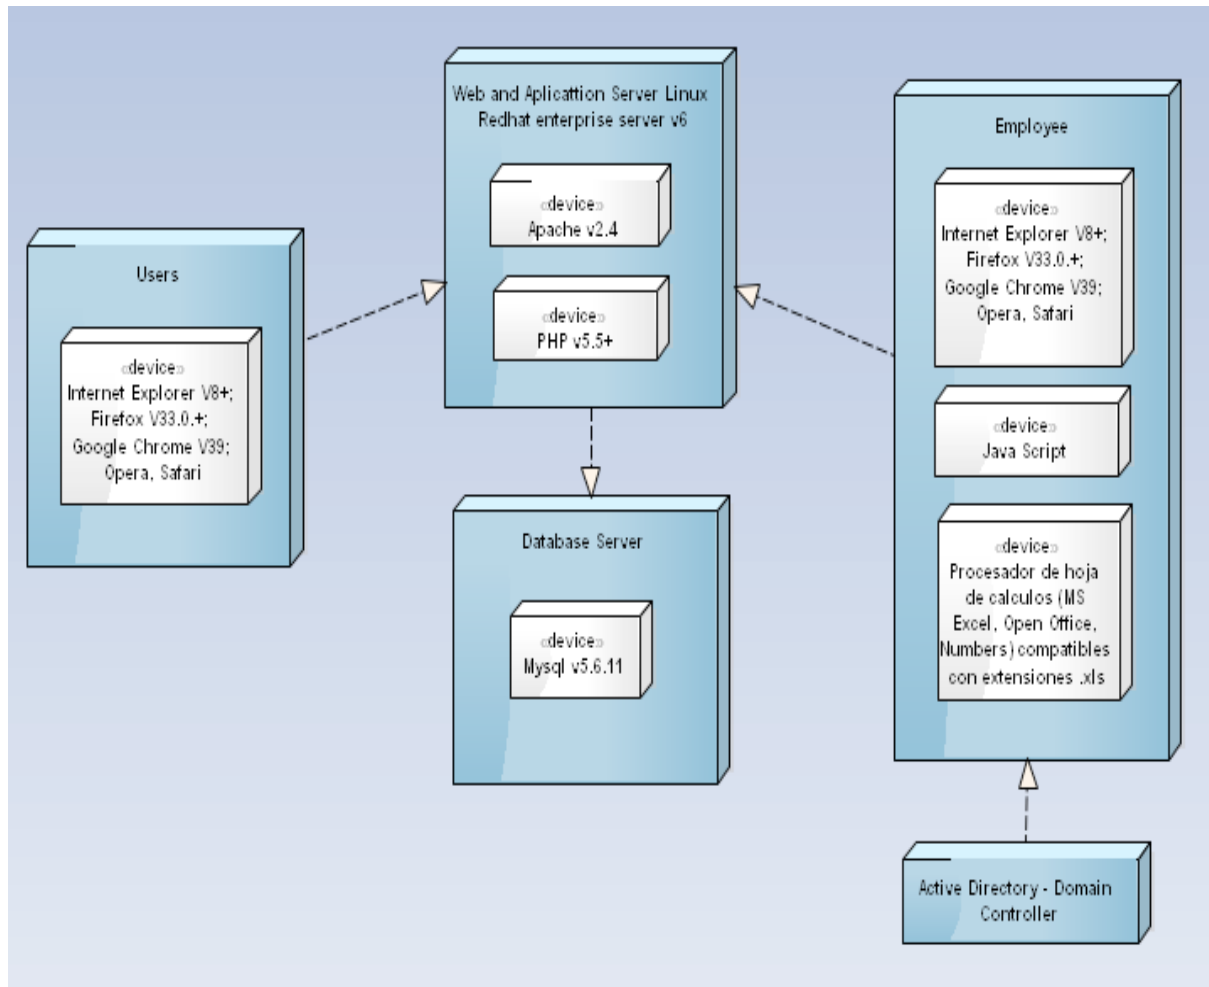 Web and Aplicattion Server Linux
Redhat enterprise server v6
«device»
Apache v2.4
«device»
PHP v5.5+
Users
«device»
Internet Explorer V8+;
Firefox V33.0.+;
Google Chrome V39;
Opera, Safari
Database Server
«device»
Mysql v5.6.11
Employee
«device»
Internet Explorer V8+;
Firefox V33.0.+;
Google Chrome V39;
Opera, Safari
«device»
Java Script
«device»
Procesador de hoja
de calculos (MS
Excel, Open Office,
Numbers) compatibles
con extensiones .xls
Active Directory - Domain
Controller